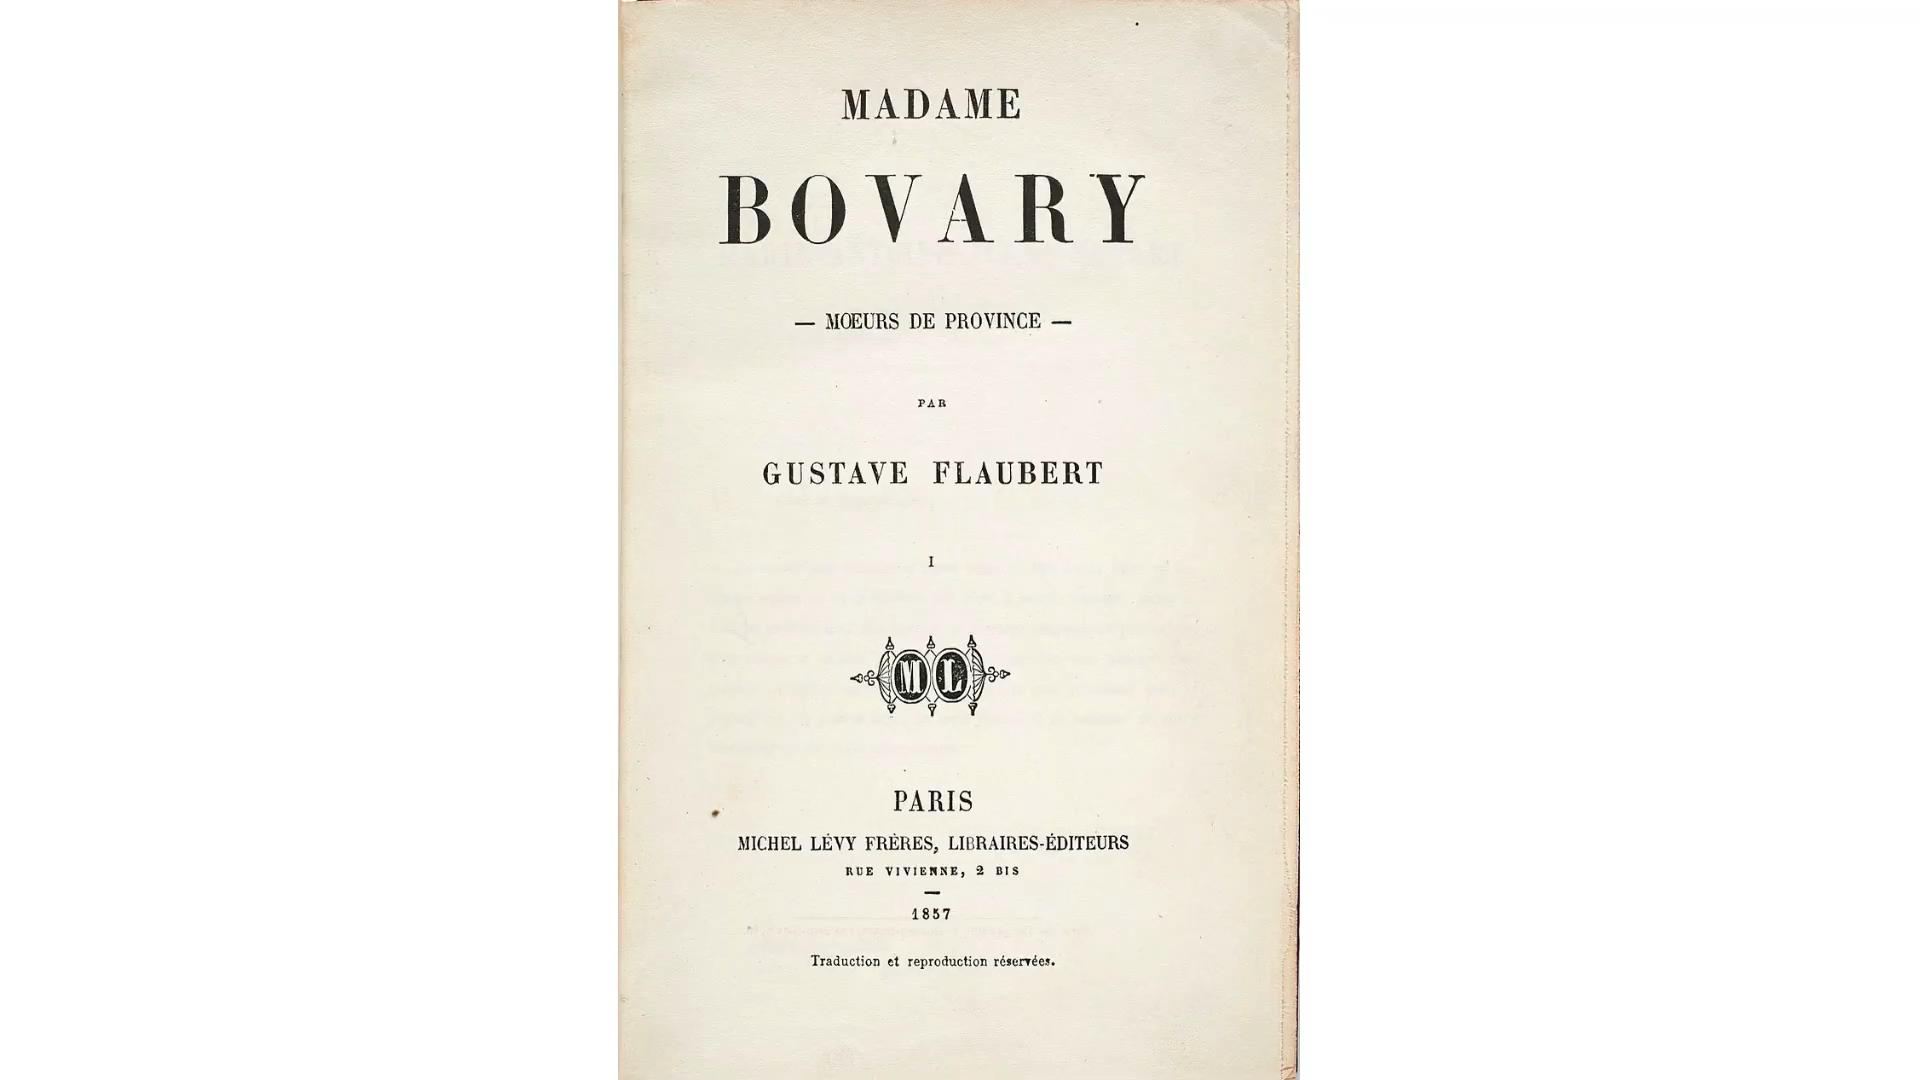 MADAME
BOVARY
— MŒURS DE PROVINCE —
PAR
GUSTAVE FLAUBERT
I
ML
PARIS
MICHEL LÉVY FRÈRES, LIBRAIRES-ÉDITEURS
RUE VIVIENNE, 2 BIS
1857
Traduction et reproduction réservées.